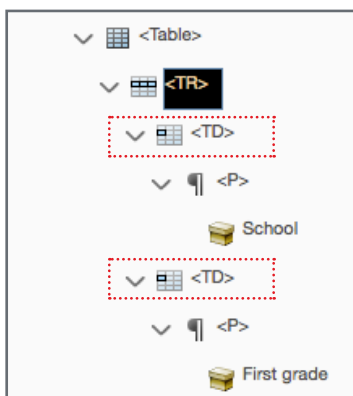 <Table>
<TR>
<TD>
<P>
School
<TD>
<P>
First grade